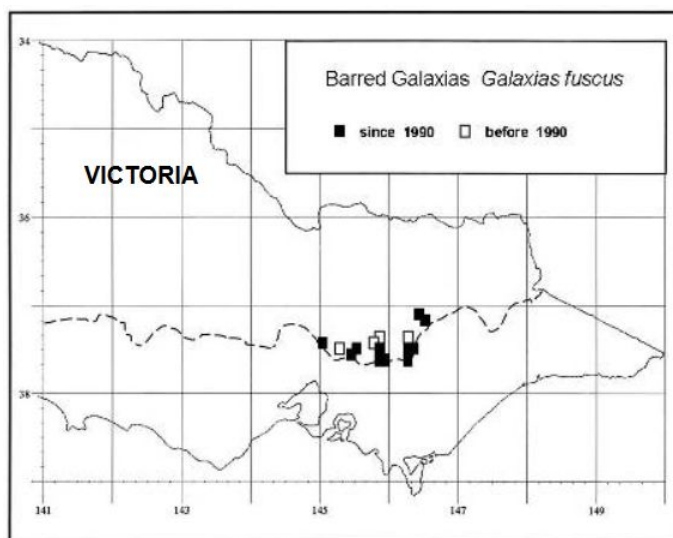 34
Barred Galaxias Galaxias fuscus
since 1990 before 1990
VICTORIA
36
38
141 143 145 147 149